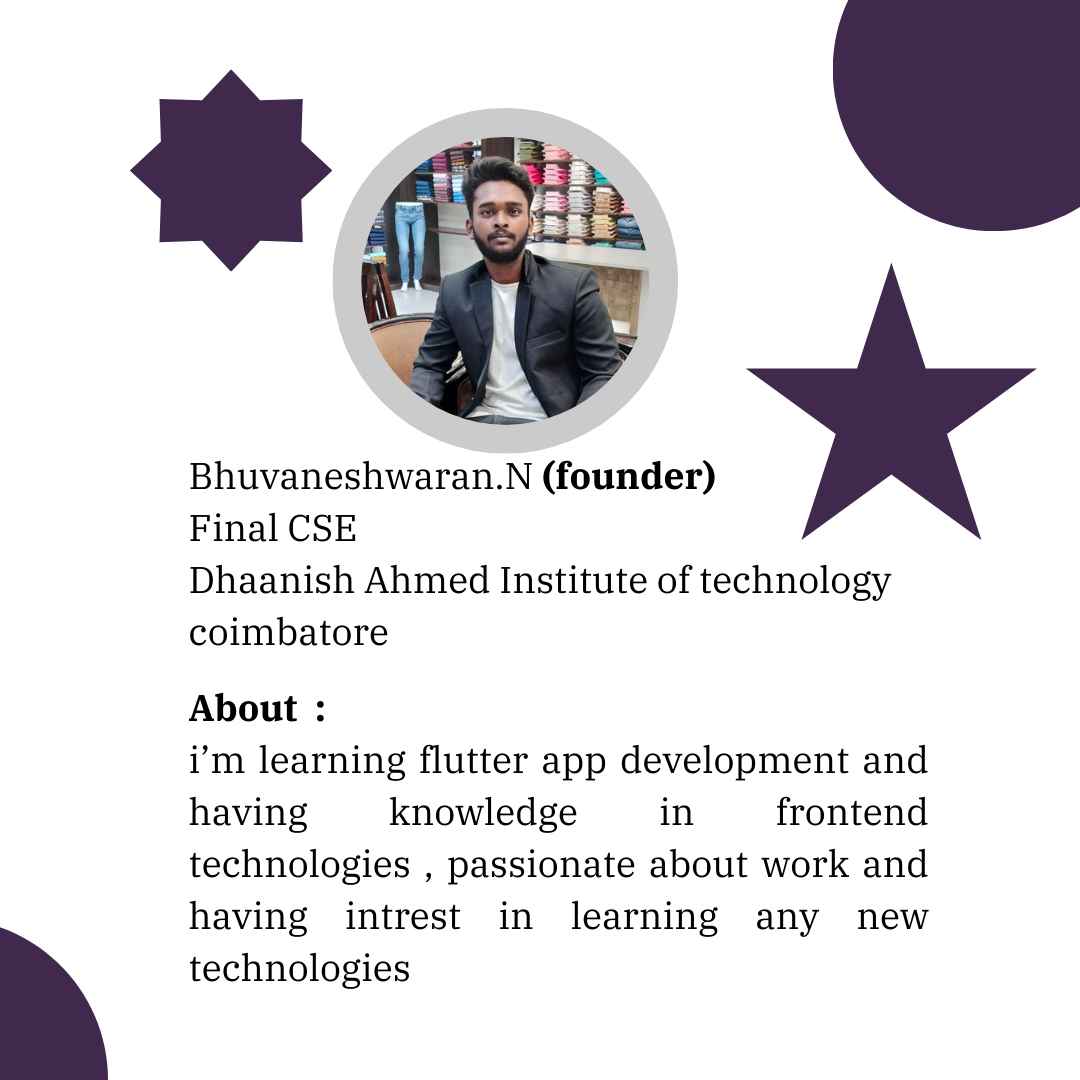 Bhuvaneshwaran.N (founder)
Final CSE
Dhaanish Ahmed Institute of technology
coimbatore
About :
i’m learning flutter app development and
having knowledge in frontend
technologies , passionate about work and
having intrest in learning any new
technologies